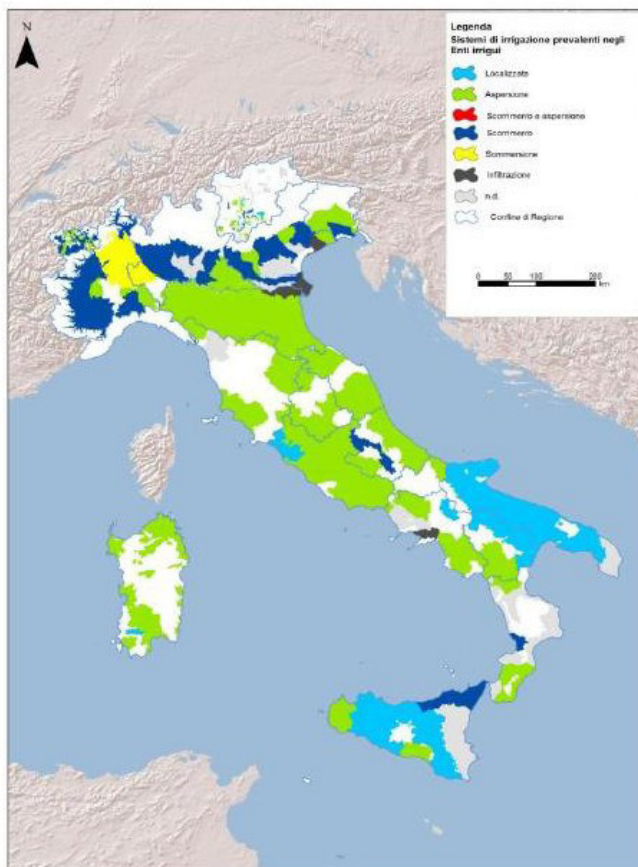 N
Legenda
Sistemi di irrigazione prevalenti negli
Enti irrigui
Localizzata
Aspersione
Scorrimento e aspersione
Scorrimento
Sommersione
Infiltrazione
n.d.
Confine di Regione
0 50 100 200
km